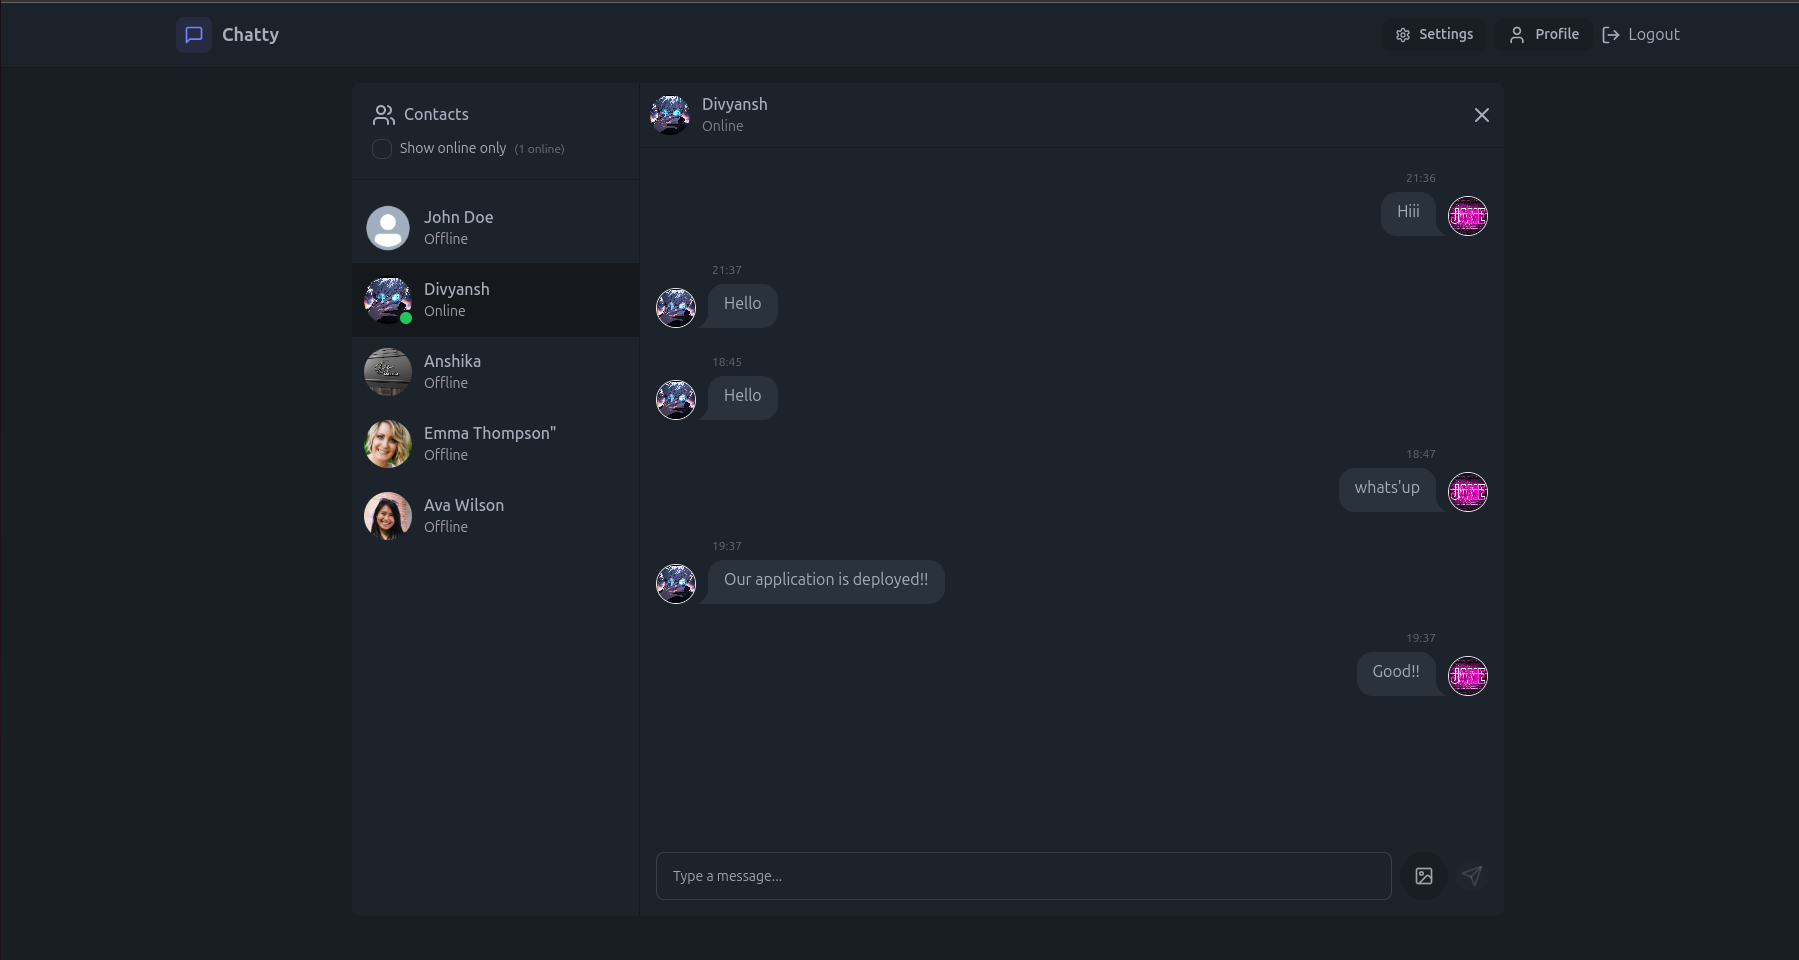 Chatty
Settings
Profile
Logout
Contacts
Show online only (1 online)
John Doe
Offline
Divyansh
Online
Anshika
Offline
Emma Thompson"
Offline
Ava Wilson
Offline
Divyansh
Online
21:36
Hiii
21:37
Hello
18:45
Hello
18:47
whats'up
19:37
Our application is deployed!!
19:37
Good!!
Type a message...